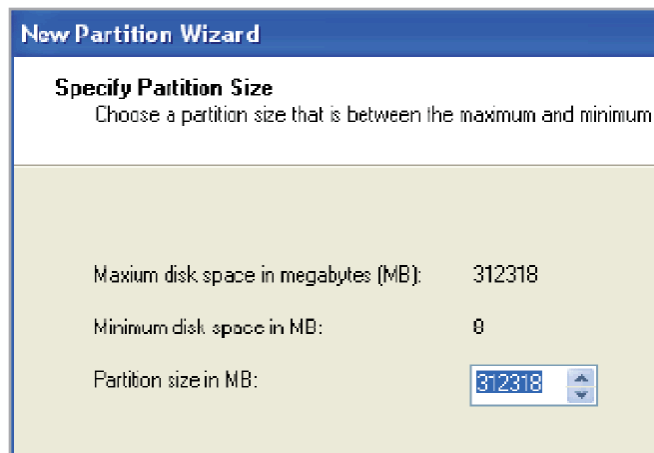 New Partition Wizard
Specify Partition Size
Choose a partition size that is between the maximum and minimum
Maxium disk space in megabytes (MB): 312318
Minimum disk space in MB: 8
Partition size in MB: 312318